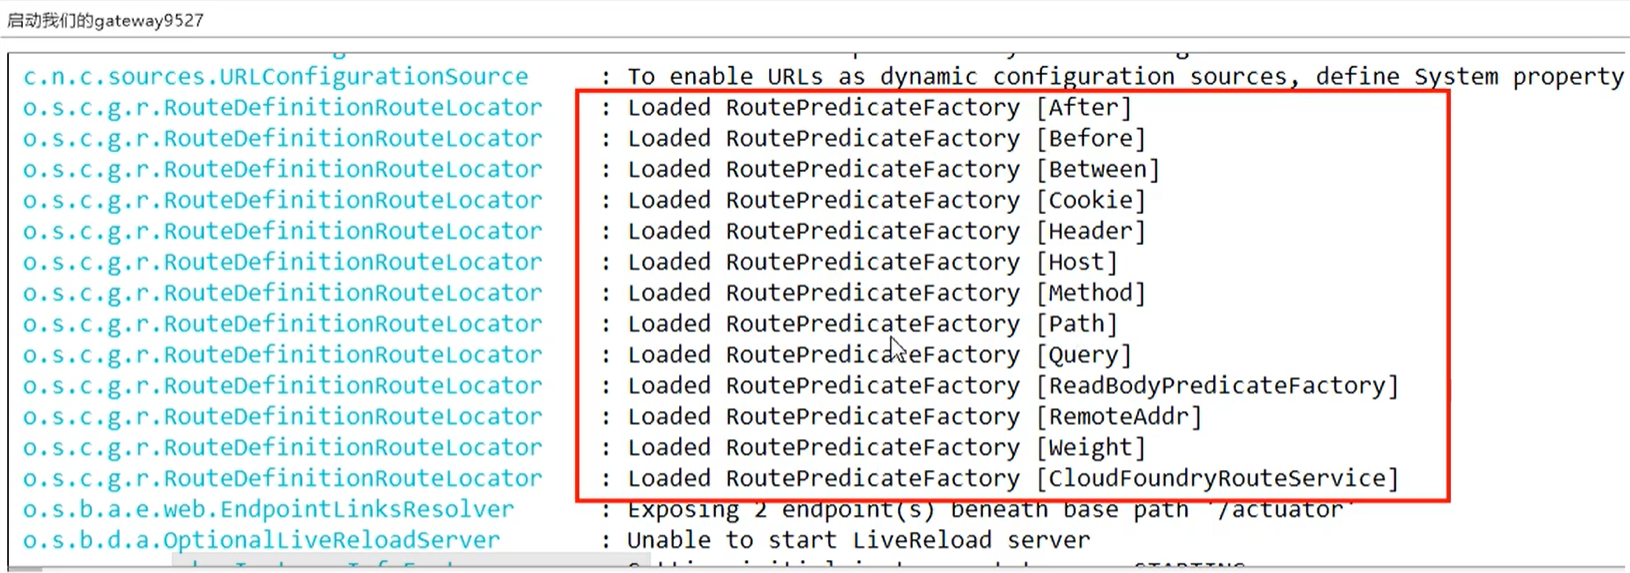 启动我们的gateway9527
c.n.c.sources.URLConfigurationSource : To enable URLs as dynamic configuration sources, define System property
o.s.c.g.r.RouteDefinitionRouteLocator : Loaded RoutePredicateFactory [After]
o.s.c.g.r.RouteDefinitionRouteLocator : Loaded RoutePredicateFactory [Before]
o.s.c.g.r.RouteDefinitionRouteLocator : Loaded RoutePredicateFactory [Between]
o.s.c.g.r.RouteDefinitionRouteLocator : Loaded RoutePredicateFactory [Cookie]
o.s.c.g.r.RouteDefinitionRouteLocator : Loaded RoutePredicateFactory [Header]
o.s.c.g.r.RouteDefinitionRouteLocator : Loaded RoutePredicateFactory [Host]
o.s.c.g.r.RouteDefinitionRouteLocator : Loaded RoutePredicateFactory [Method]
o.s.c.g.r.RouteDefinitionRouteLocator : Loaded RoutePredicateFactory [Path]
o.s.c.g.r.RouteDefinitionRouteLocator : Loaded RoutePredicateFactory [Query]
o.s.c.g.r.RouteDefinitionRouteLocator : Loaded RoutePredicateFactory [ReadBodyPredicateFactory]
o.s.c.g.r.RouteDefinitionRouteLocator : Loaded RoutePredicateFactory [RemoteAddr]
o.s.c.g.r.RouteDefinitionRouteLocator : Loaded RoutePredicateFactory [Weight]
o.s.c.g.r.RouteDefinitionRouteLocator : Loaded RoutePredicateFactory [CloudFoundryRouteService]
o.s.b.a.e.web.EndpointLinksResolver : Exposing 2 endpoint(s) beneath base path '/actuator'
o.s.b.d.a.OptionalLiveReloadServer : Unable to start LiveReload server